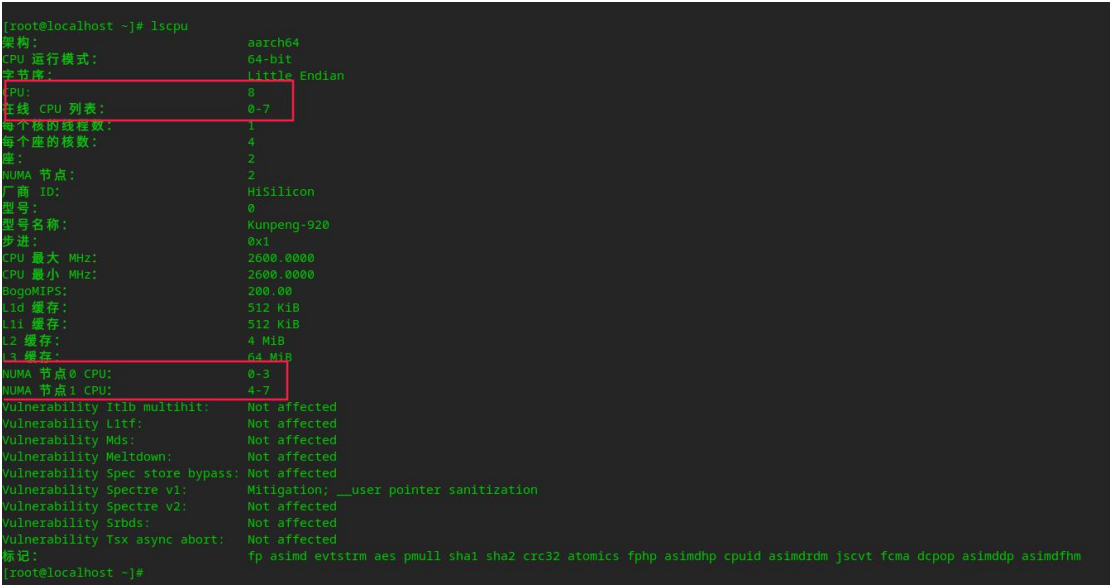 [root@localhost ~]# lscpu
架构： aarch64
CPU 运行模式： 64-bit
字节序： Little Endian
CPU: 8
在线 CPU 列表： 0-7
每个核的线程数： 1
每个座的核数： 4
座： 2
NUMA 节点： 2
厂商 ID： HiSilicon
型号： 0
型号名称： Kunpeng-920
步进： 0x1
CPU 最大 MHz： 2600.0000
CPU 最小 MHz： 2600.0000
BogoMIPS： 200.00
L1d 缓存： 512 KiB
L1i 缓存： 512 KiB
L2 缓存： 4 MiB
L3 缓存： 64 MiB
NUMA 节点0 CPU： 0-3
NUMA 节点1 CPU： 4-7
Vulnerability Itlb multihit: Not affected
Vulnerability L1tf: Not affected
Vulnerability Mds: Not affected
Vulnerability Meltdown: Not affected
Vulnerability Spec store bypass: Not affected
Vulnerability Spectre v1: Mitigation; __user pointer sanitization
Vulnerability Spectre v2: Not affected
Vulnerability Srbds: Not affected
Vulnerability Tsx async abort: Not affected
标记： fp asimd evtstrm aes pmull sha1 sha2 crc32 atomics fphp asimdhp cpuid asimdrdm jscvt fcma dcpop asimddp asimdfhm
[root@localhost ~]#